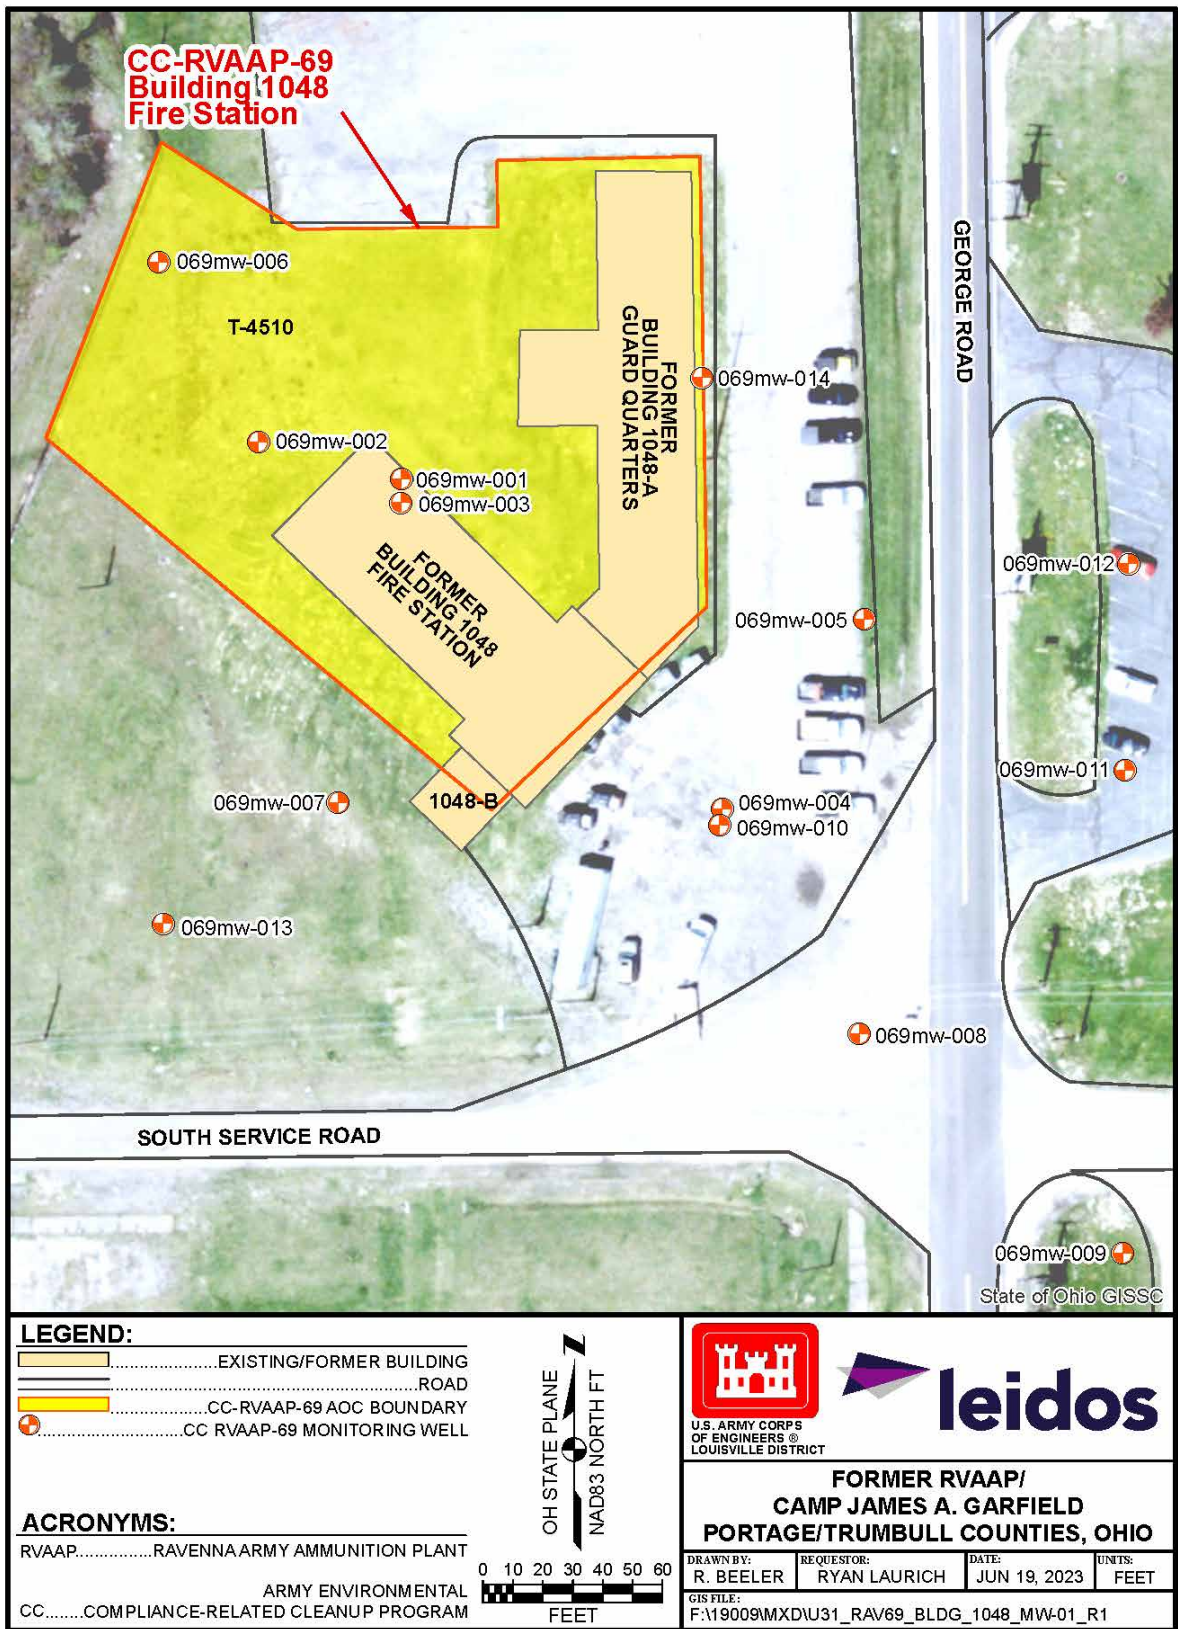 CC-RVAAP-69
Building 1048
Fire Station
069mw-006
T-4510
GEORGE ROAD
FORMER
BUILDING 1048-A
GUARD QUARTERS
069mw-014
069mw-002
069mw-001
069mw-003
FORMER
BUILDING 1048
FIRE STATION
069mw-012
069mw-005
069mw-011
069mw-007
1048-B
069mw-004
069mw-010
069mw-013
069mw-008
SOUTH SERVICE ROAD
069mw-009
State of Ohio GISSC
LEGEND:
....................EXISTING/FORMER BUILDING
..........................................................ROAD
..................CC-RVAAP-69 AOC BOUNDARY
...........................CC RVAAP-69 MONITORING WELL
ACRONYMS:
RVAAP...............RAVENNA ARMY AMMUNITION PLANT
ARMY ENVIRONMENTAL
CC........COMPLIANCE-RELATED CLEANUP PROGRAM
Z
OH STATE PLANE
NAD83 NORTH FT
0 10 20 30 40 50 60
FEET
U.S. ARMY CORPS
OF ENGINEERS ®
LOUISVILLE DISTRICT
leidos
FORMER RVAAP/
CAMP JAMES A. GARFIELD
PORTAGE/TRUMBULL COUNTIES, OHIO
DRAWN BY:
R. BEELER
REQUESTOR:
RYAN LAURICH
DATE:
JUN 19, 2023
UNITS:
FEET
GIS FILE:
F:\19009\MXD\U31_RAV69_BLDG_1048_MW-01_R1